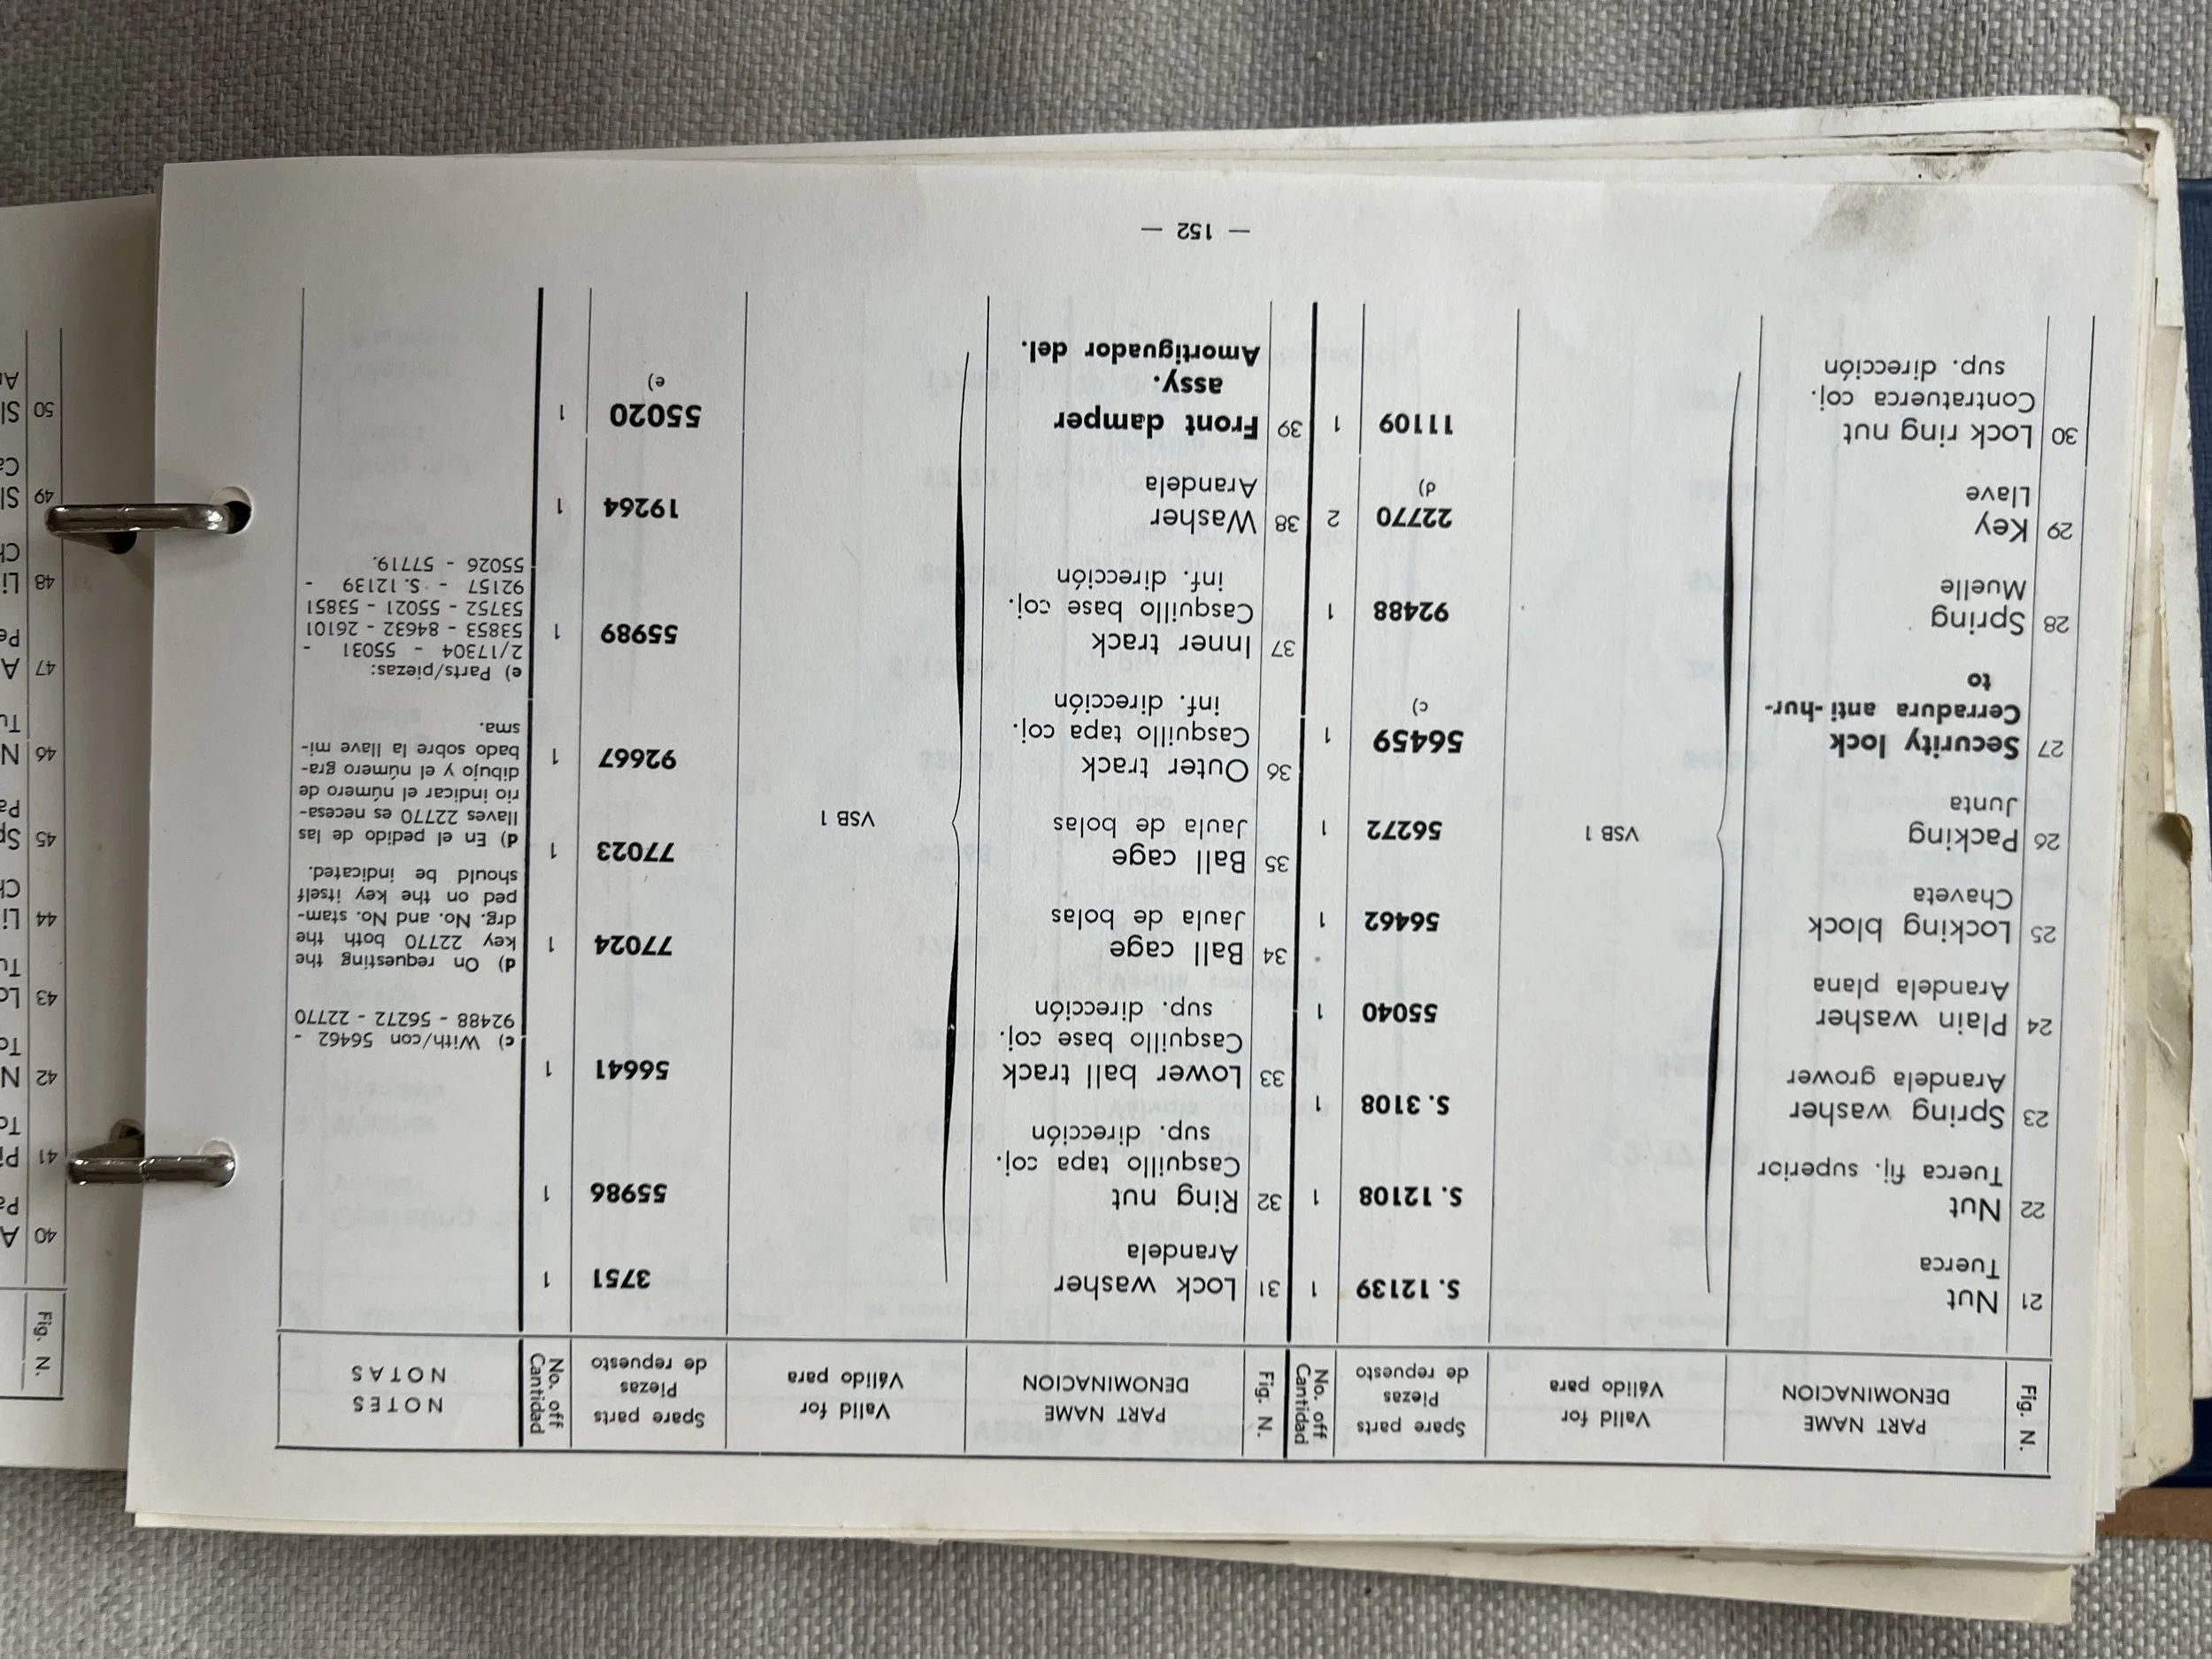 Fig. N.
PART NAME
DENOMINACION
Valid for
Válido para
Spare parts
Piezas
de repuesto
No. off
Cantidad
21 Nut S. 12139 1
Tuerca
22 Nut S. 12108 1
Tuerca fij. superior
23 Spring washer S. 3108 1
Arandela grower
24 Plain washer 55040 1
Arandela plana
25 Locking block 56462 1
Chaveta
26 Packing VSB 1 56272 1
Junta
27 Security lock 56459 1
Cerradura anti-hur- c)
to
28 Spring 92488 1
Muelle
29 Key 22770 2
Llave d)
30 Lock ring nut 11109 1
Contratuerca coj.
sup. dirección
Fig. N.
PART NAME
DENOMINACION
Valid for
Válido para
Spare parts
Piezas
de repuesto
No. off
Cantidad
31 Lock washer 3751 1
Arandela
32 Ring nut 55986 1
Casquillo tapa coj.
sup. dirección
33 Lower ball track 56641 1
Casquillo base coj.
sup. dirección
34 Ball cage 77024 1
Jaula de bolas
35 Ball cage 77023 1
Jaula de bolas VSB 1
36 Outer track 92667 1
Casquillo tapa coj.
inf. dirección
37 Inner track 55989 1
Casquillo base coj.
inf. dirección
38 Washer 19264 1
Arandela
39 Front damper 55020 1
assy. e)
Amortiguador del.
NOTES
NOTAS
c) With/con 56462 -
92488 - 56272 - 22770
d) On requesting the
key 22770 both the
drg. No. and No. stam-
ped on the key itself
should be indicated.
d) En el pedido de las
llaves 22770 es necesa-
rio indicar el número de
dibujo y el número gra-
bado sobre la llave mi-
sma.
e) Parts/piezas:
2/17304 - 55031 -
53853 - 84632 - 26101
53752 - 55021 - 53851
92157 - S. 12139 -
55026 - 57719.
— 152 —
Fig. N.
40
41
42
43
44
45
46
47
48
49
50